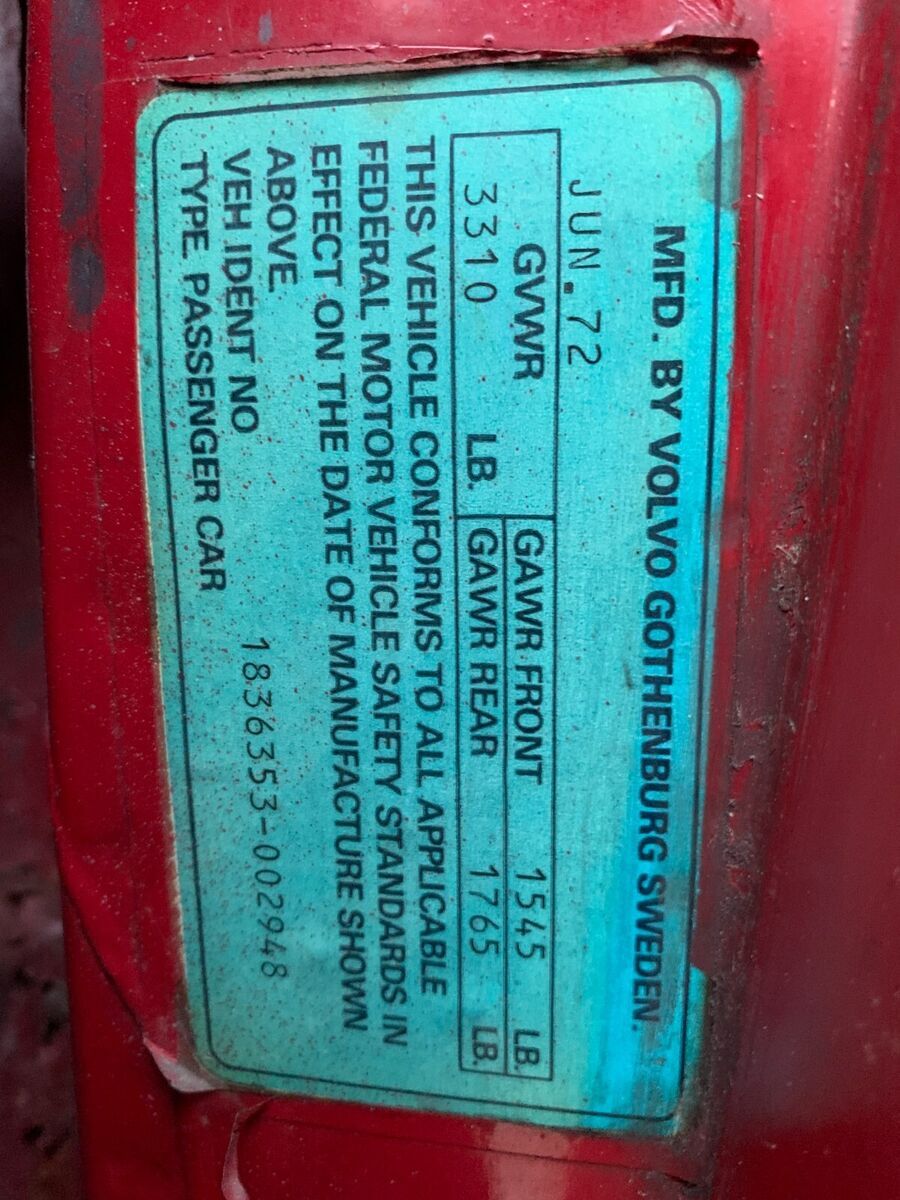 MFD. BY VOLVO GOTHENBURG SWEDEN.
JUN.72
GVWR
3310 LB.
GAWR FRONT 1545 LB.
GAWR REAR 1765 LB.
THIS VEHICLE CONFORMS TO ALL APPLICABLE
FEDERAL MOTOR VEHICLE SAFETY STANDARDS IN
EFFECT ON THE DATE OF MANUFACTURE SHOWN
ABOVE.
VEH IDENT NO 1836353-002948
TYPE PASSENGER CAR